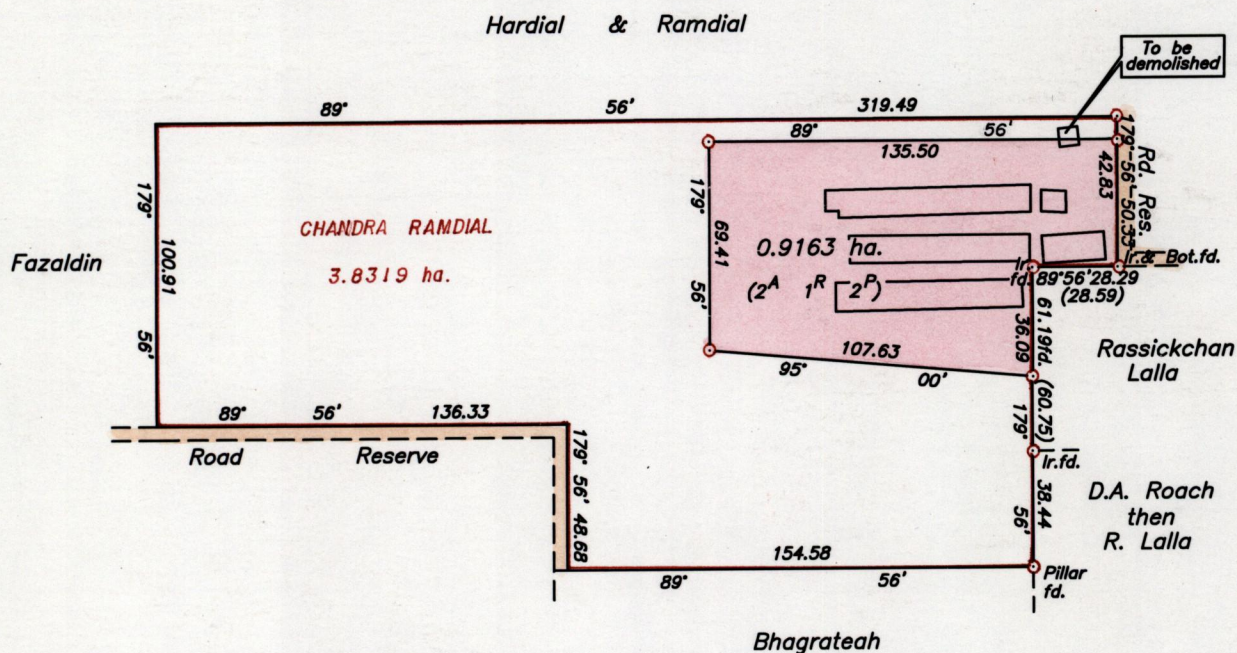 Hardial & Ramdial
To be
demolished
89° 56' 319.49
89° 56'
135.50
179°-56'-50.33
42.83
Rd. Res.
179° 100.91 56'
Fazaldin
CHANDRA RAMDIAL
3.8319 ha.
179° 69.41 56'
0.9163 ha.
(2ᴬ 1ᴿ 2ᴾ)
Ir.
fd.
Ir.& Bot.fd.
89°56'28.29
(28.59)
61.19fd.
36.09
(60.75)
Rassickchan
Lalla
107.63
95° 00'
89° 56' 136.33
Road Reserve
179° 56' 48.68
179°
Ir.fd.
38.44
56'
D.A. Roach
then
R. Lalla
154.58
89° 56'
Pillar
fd.
Bhagrateah